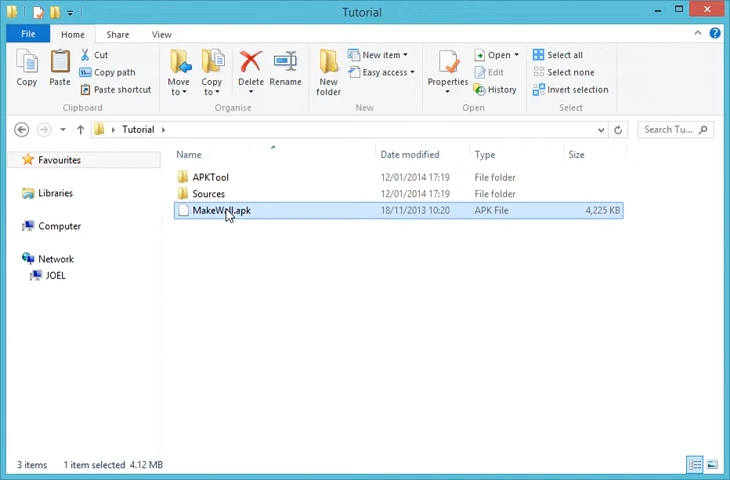 Tutorial
File Home Share View
Copy Paste Cut Copy path Paste shortcut Move to Copy to Delete Rename New folder New item Easy access Properties Open Edit History Select all Select none Invert selection
Clipboard Organise New Open Select
Tutorial Search Tu...
Name Date modified Type Size
Favourites
Libraries
Computer
Network
JOEL
APKTool 12/01/2014 17:19 File folder
Sources 12/01/2014 17:19 File folder
MakeWall.apk 18/11/2013 10:20 APK File 4,225 KB
3 items 1 item selected 4.12 MB